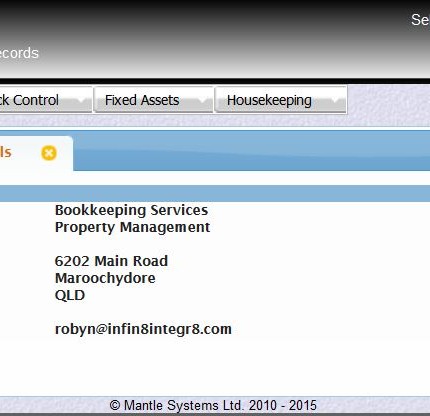 Se
ecords
ck Control
Fixed Assets
Housekeeping
ls
Bookkeeping Services
Property Management
6202 Main Road
Maroochydore
QLD
robyn@infin8integr8.com
© Mantle Systems Ltd. 2010 - 2015